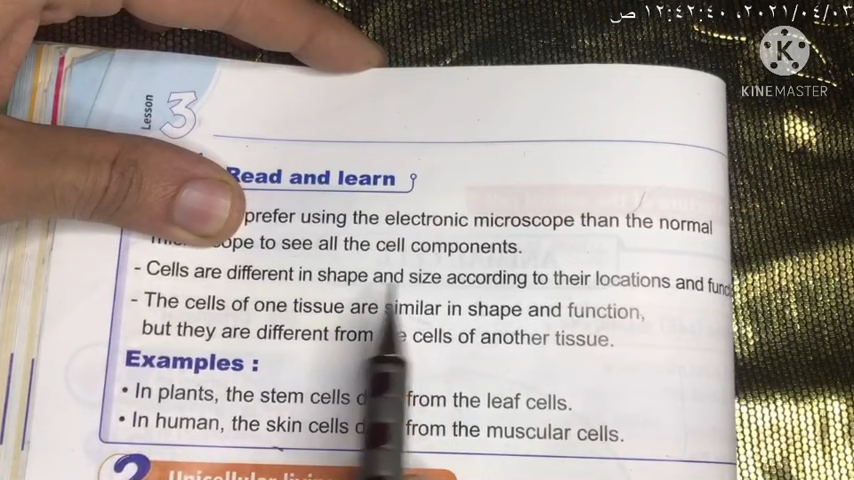 ٢٠٢١/٠٤/٠٣، ١٢:٤٢:٤٠ ص
K
KINEMASTER
Lesson
3
Read and learn
prefer using the electronic microscope than the normal
to see all the cell components.
- Cells are different in shape and size according to their locations and
- The cells of one tissue are similar in shape and function,
but they are different from cells of another tissue.
Examples :
• In plants, the stem cells from the leaf cells.
• In human, the skin cells from the muscular cells.
2 Unicellular